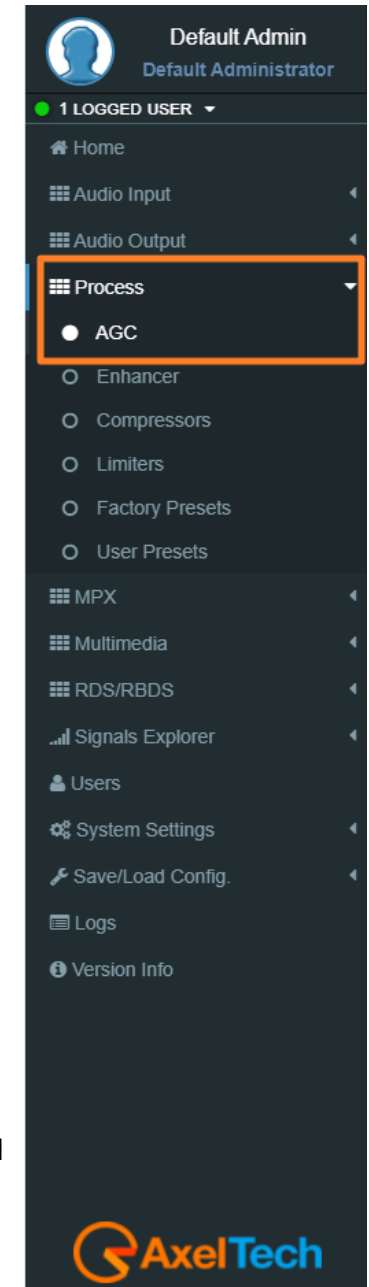 Default Admin
Default Administrator
1 LOGGED USER
Home
Audio Input
Audio Output
Process
AGC
Enhancer
Compressors
Limiters
Factory Presets
User Presets
MPX
Multimedia
RDS/RBDS
Signals Explorer
Users
System Settings
Save/Load Config.
Logs
Version Info
AxelTech